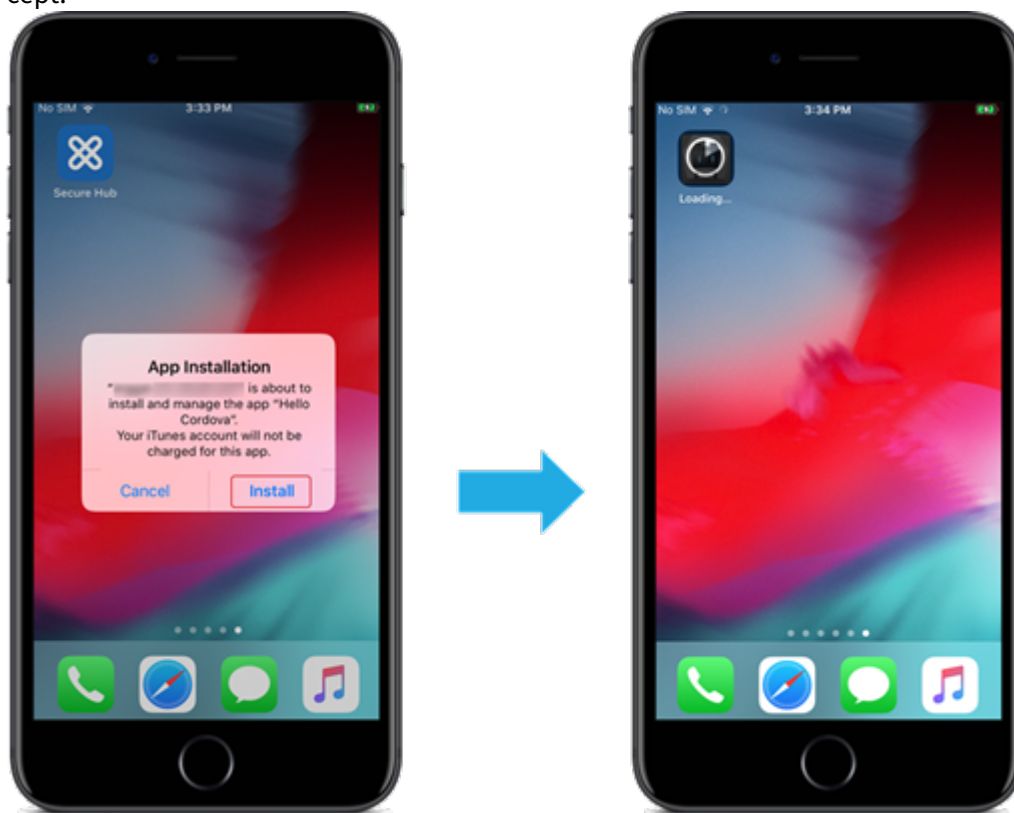 cept.
No SIM
3:33 PM
Secure Hub
App Installation
" is about to
install and manage the app "Hello
Cordova".
Your iTunes account will not be
charged for this app.
Cancel
Install
No SIM
3:34 PM
Loading...